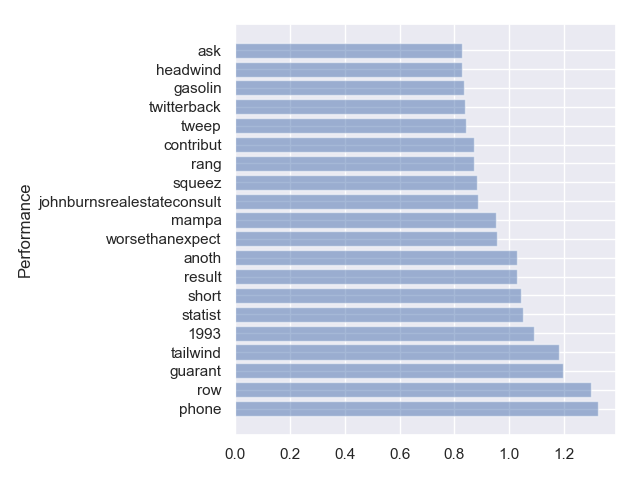 ask
headwind
gasolin
twitterback
tweep
contribut
rang
squeez
johnburnsrealestateconsult
mampa
worsethanexpect
anoth
result
short
statist
1993
tailwind
guarant
row
phone
Performance
0.0 0.2 0.4 0.6 0.8 1.0 1.2